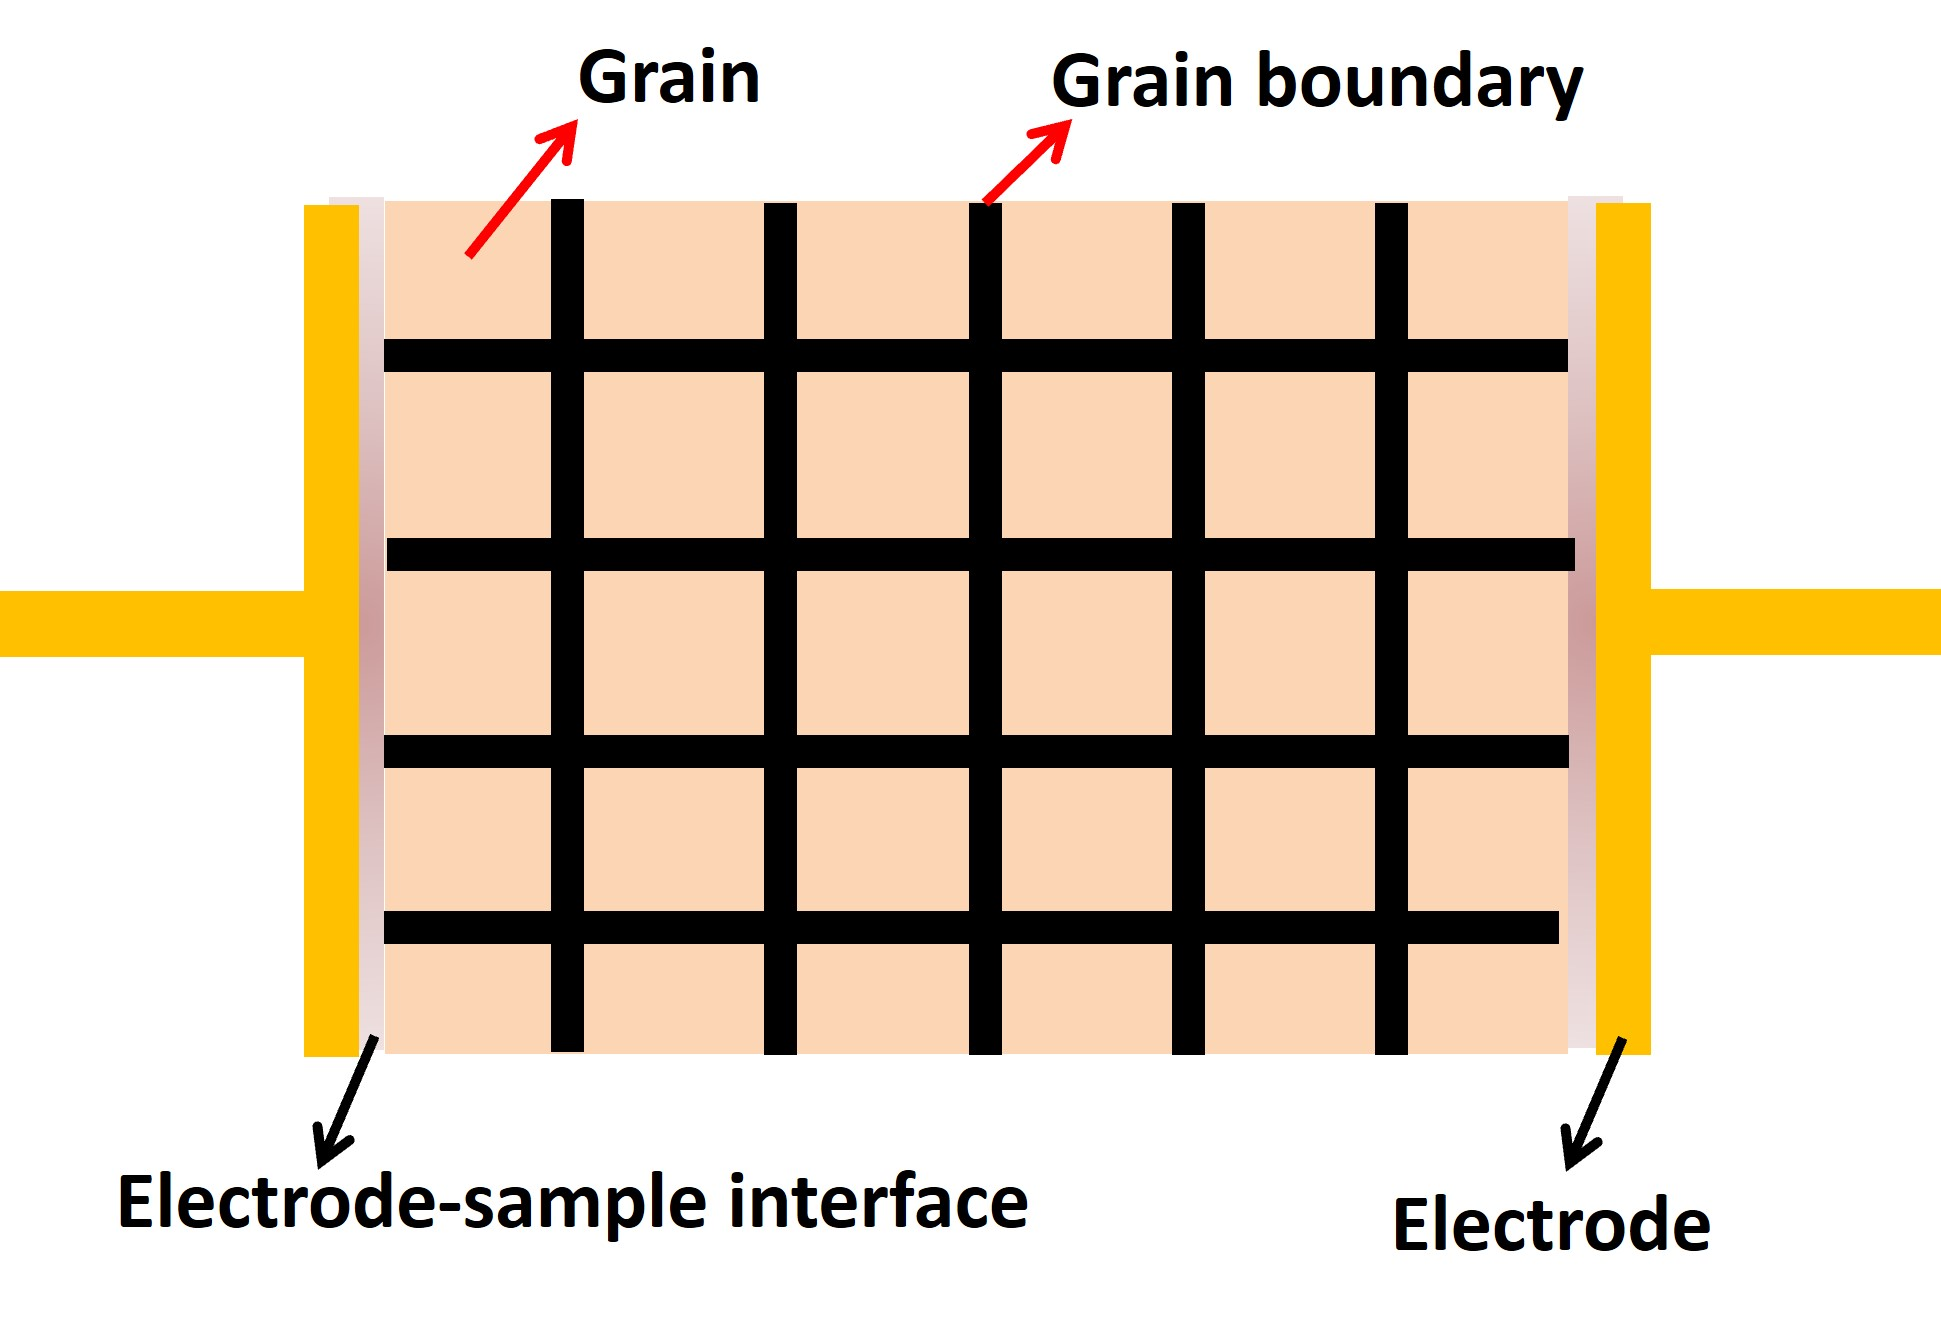 Grain
Grain boundary
Electrode-sample interface
Electrode